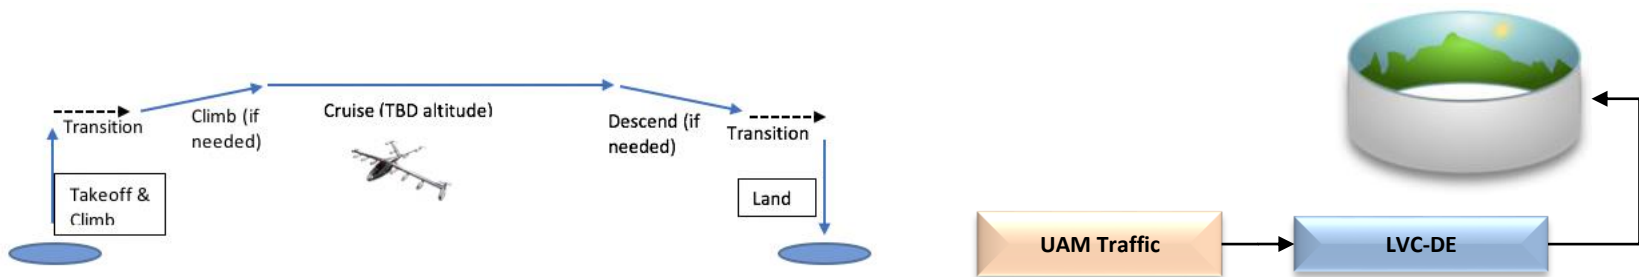 Transition
Climb (if
needed)
Cruise (TBD altitude)
Descend (if
needed)
Transition
Takeoff &
Climb
Land
UAM Traffic
LVC-DE